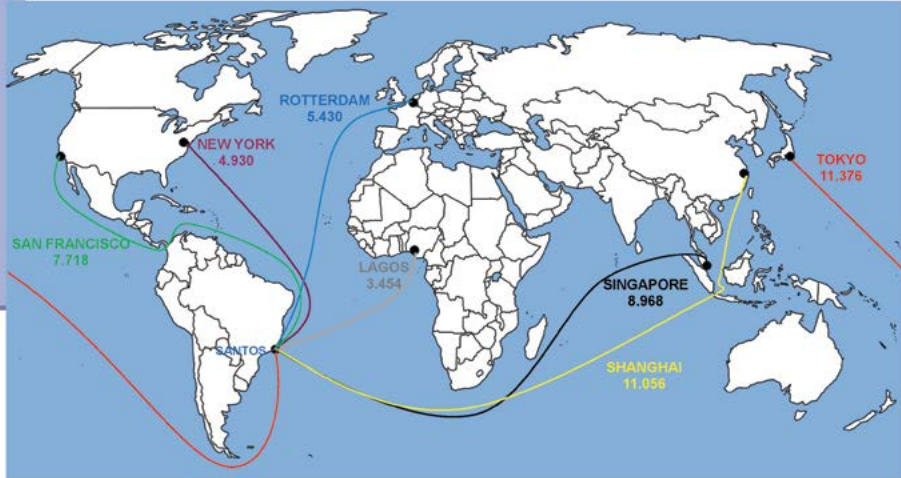 ROTTERDAM
5.430
NEW YORK
4.930
TOKYO
11.376
SAN FRANCISCO
7.718
LAGOS
3.454
SINGAPORE
8.968
SANTOS
SHANGHAI
11.056